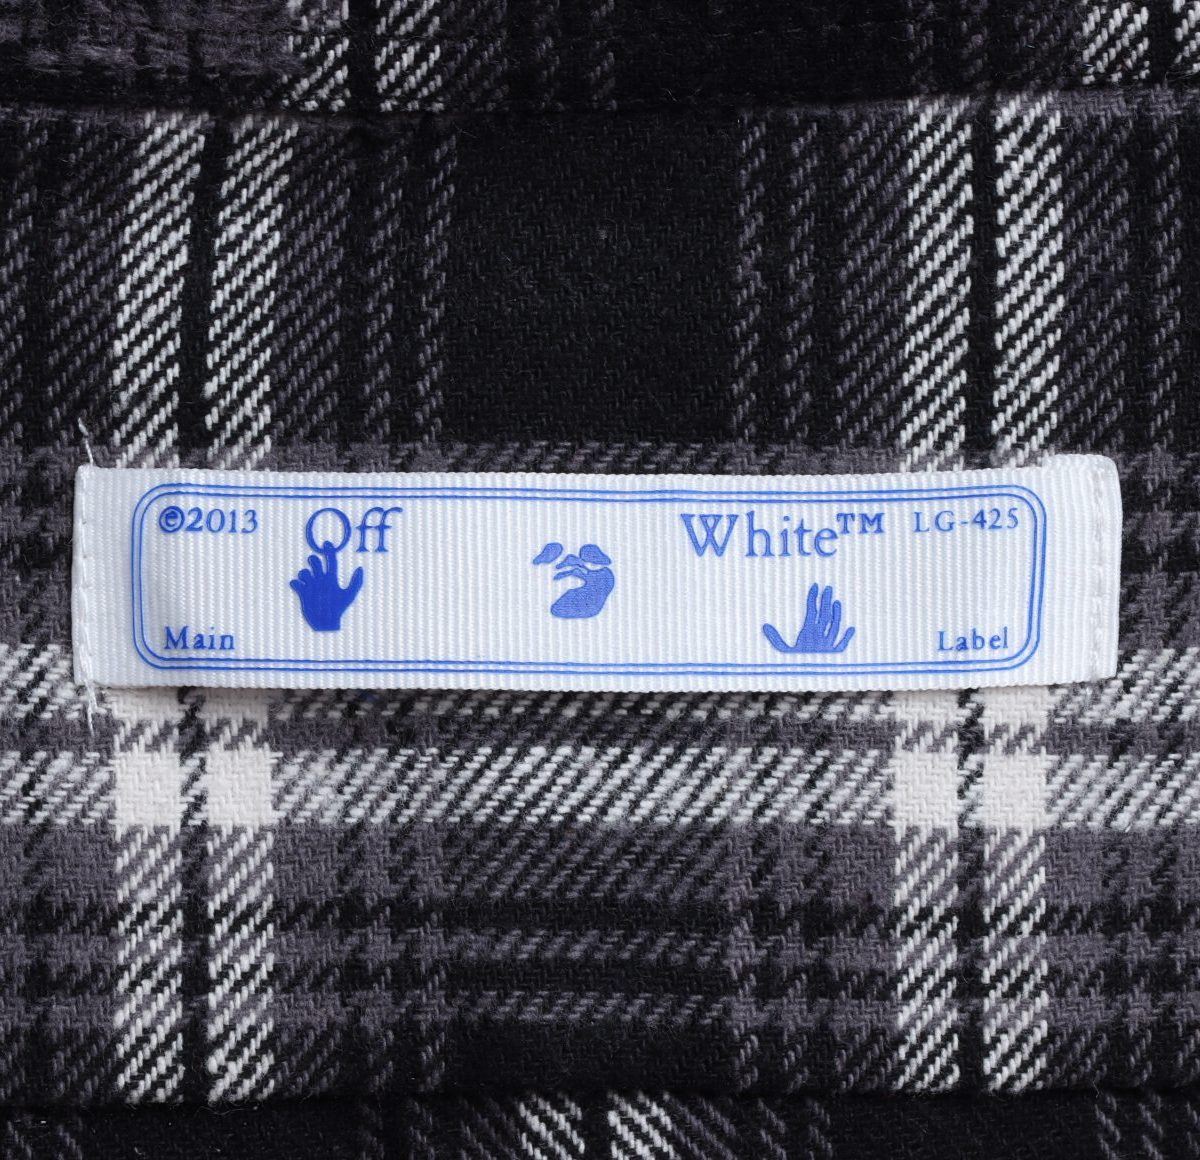 ©2013 Off White™ LG-425
Main Label